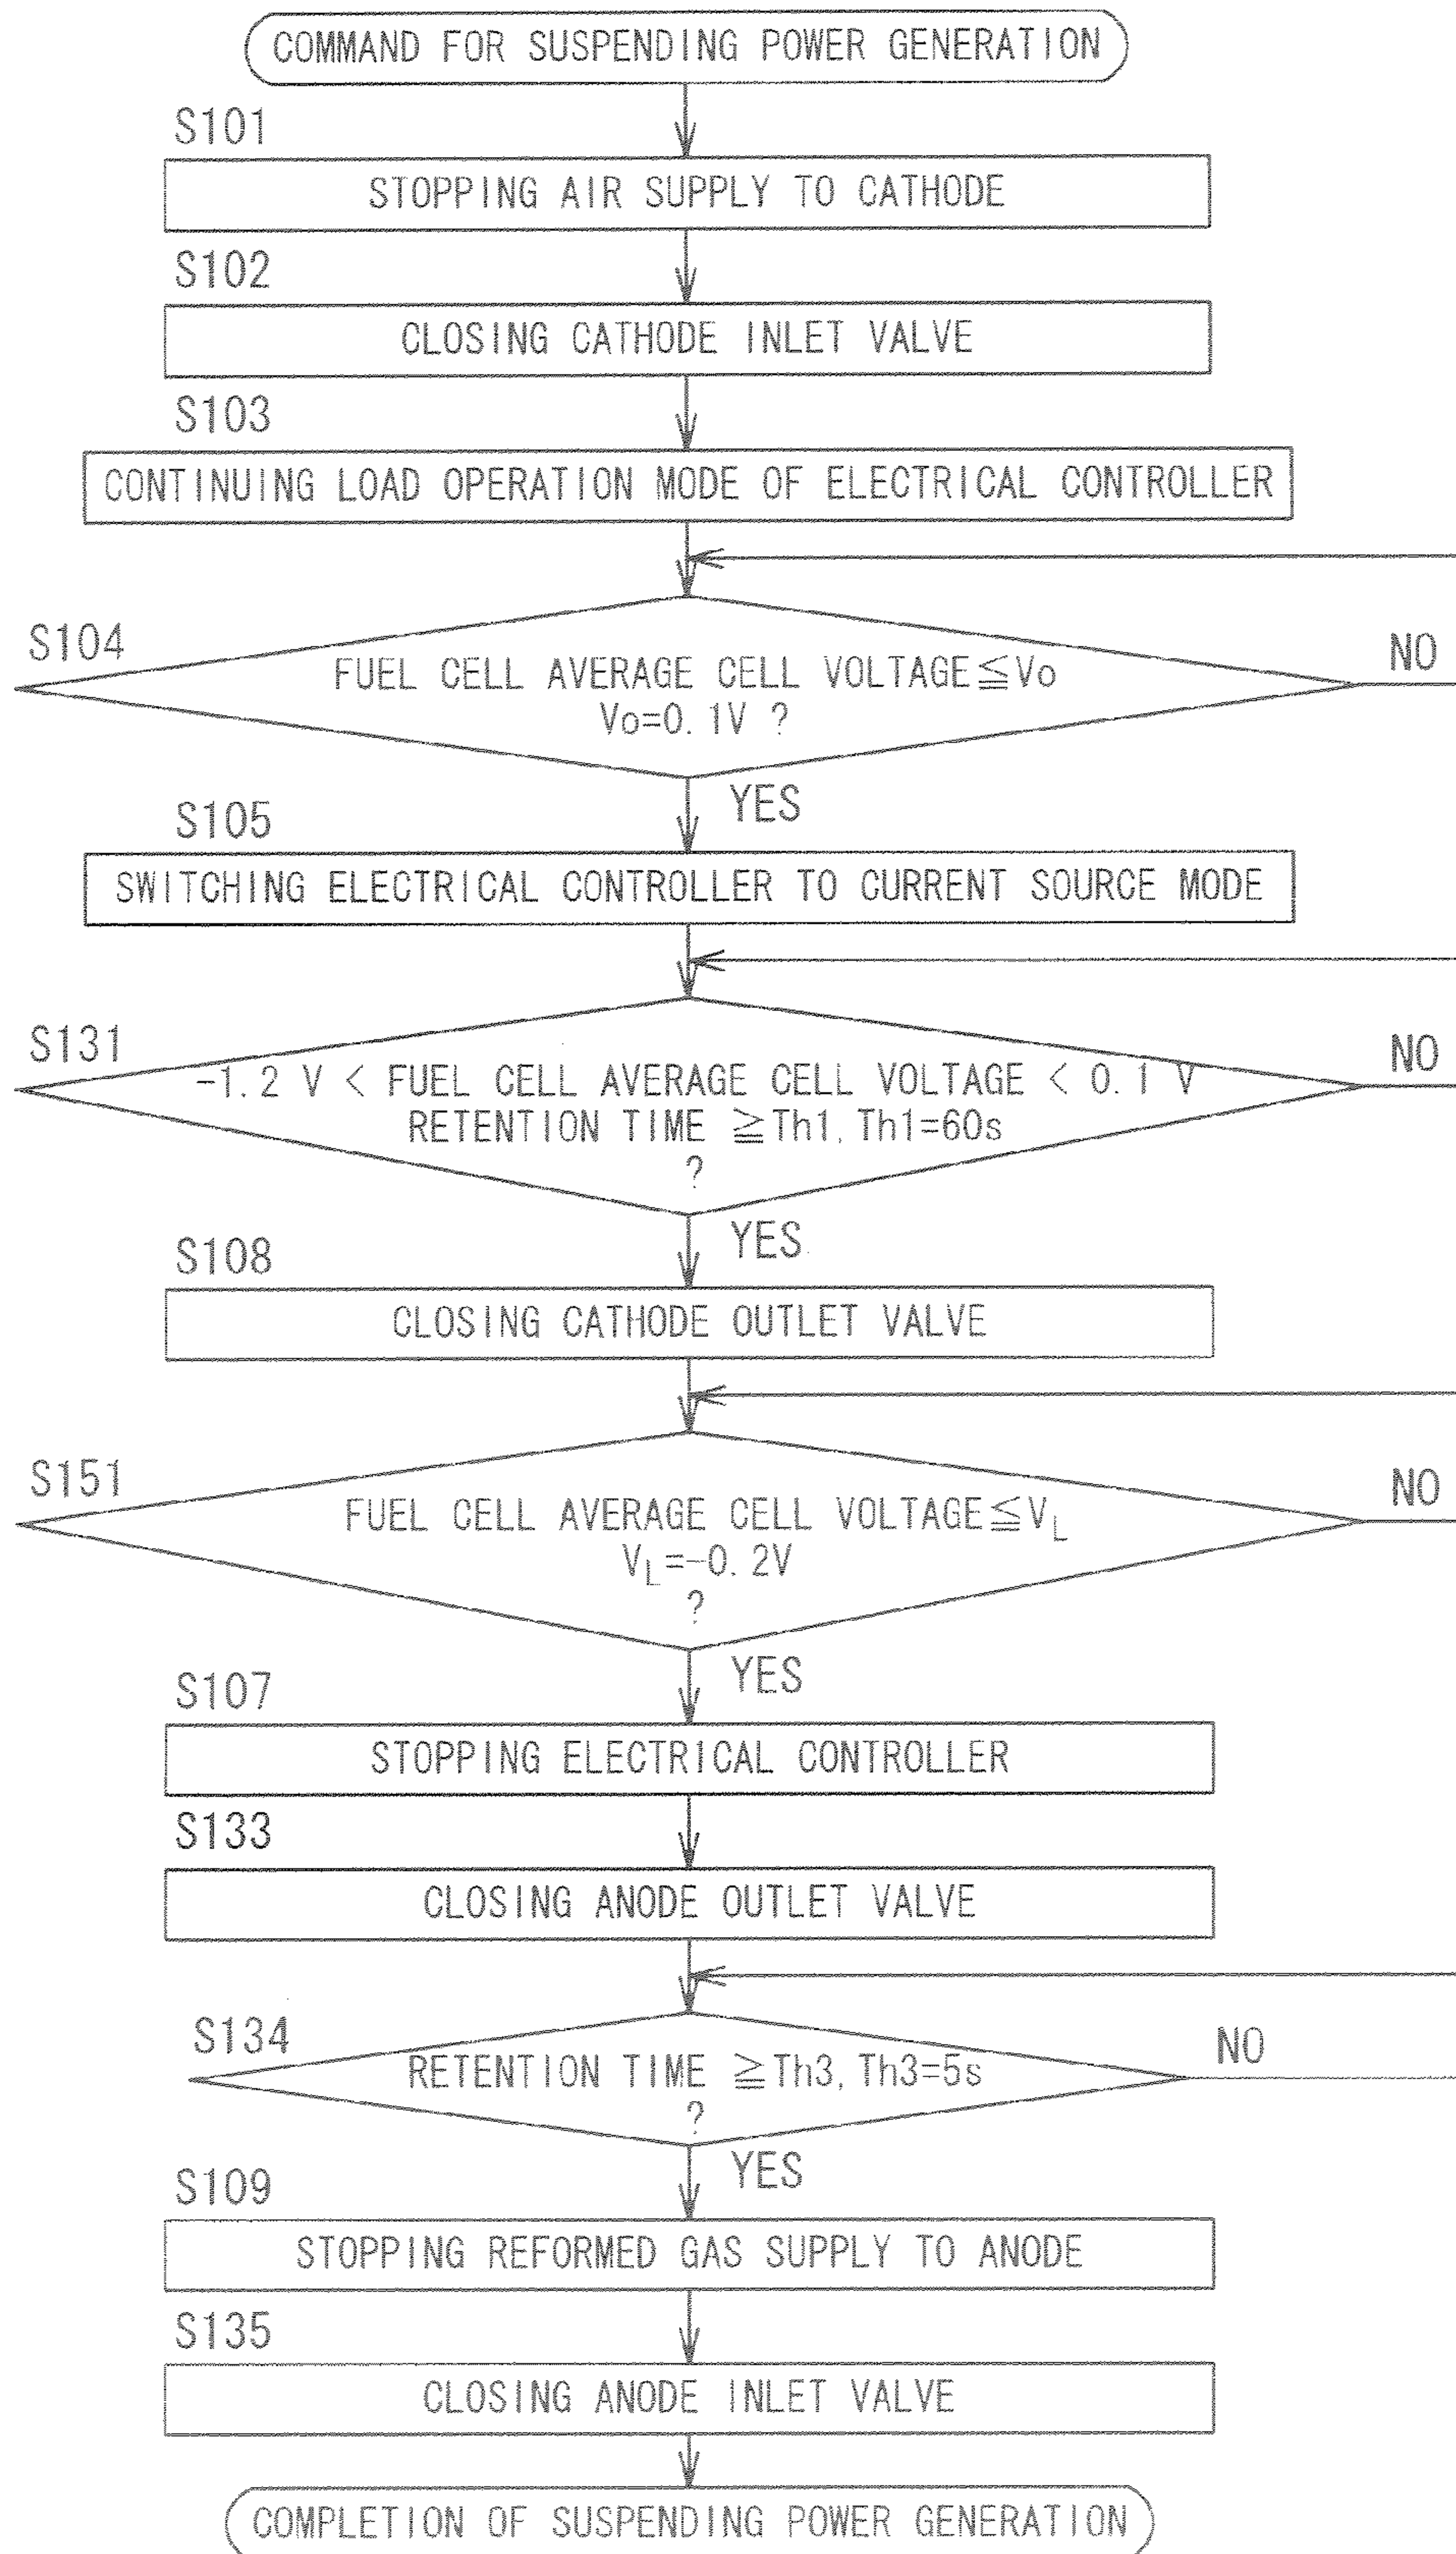 COMMAND FOR SUSPENDING POWER GENERATION
S101
STOPPING AIR SUPPLY TO CATHODE
S102
CLOSING CATHODE INLET VALVE
S103
CONTINUING LOAD OPERATION MODE OF ELECTRICAL CONTROLLER
S104
FUEL CELL AVERAGE CELL VOLTAGE≦Vo
Vo=0.1V ?
NO
YES
S105
SWITCHING ELECTRICAL CONTROLLER TO CURRENT SOURCE MODE
S131
-1.2 V < FUEL CELL AVERAGE CELL VOLTAGE < 0.1 V
RETENTION TIME ≧Th1, Th1=60s
?
NO
YES
S108
CLOSING CATHODE OUTLET VALVE
S151
FUEL CELL AVERAGE CELL VOLTAGE≦VL
VL=-0.2V
?
NO
YES
S107
STOPPING ELECTRICAL CONTROLLER
S133
CLOSING ANODE OUTLET VALVE
S134
RETENTION TIME ≧Th3, Th3=5s
?
NO
YES
S109
STOPPING REFORMED GAS SUPPLY TO ANODE
S135
CLOSING ANODE INLET VALVE
COMPLETION OF SUSPENDING POWER GENERATION